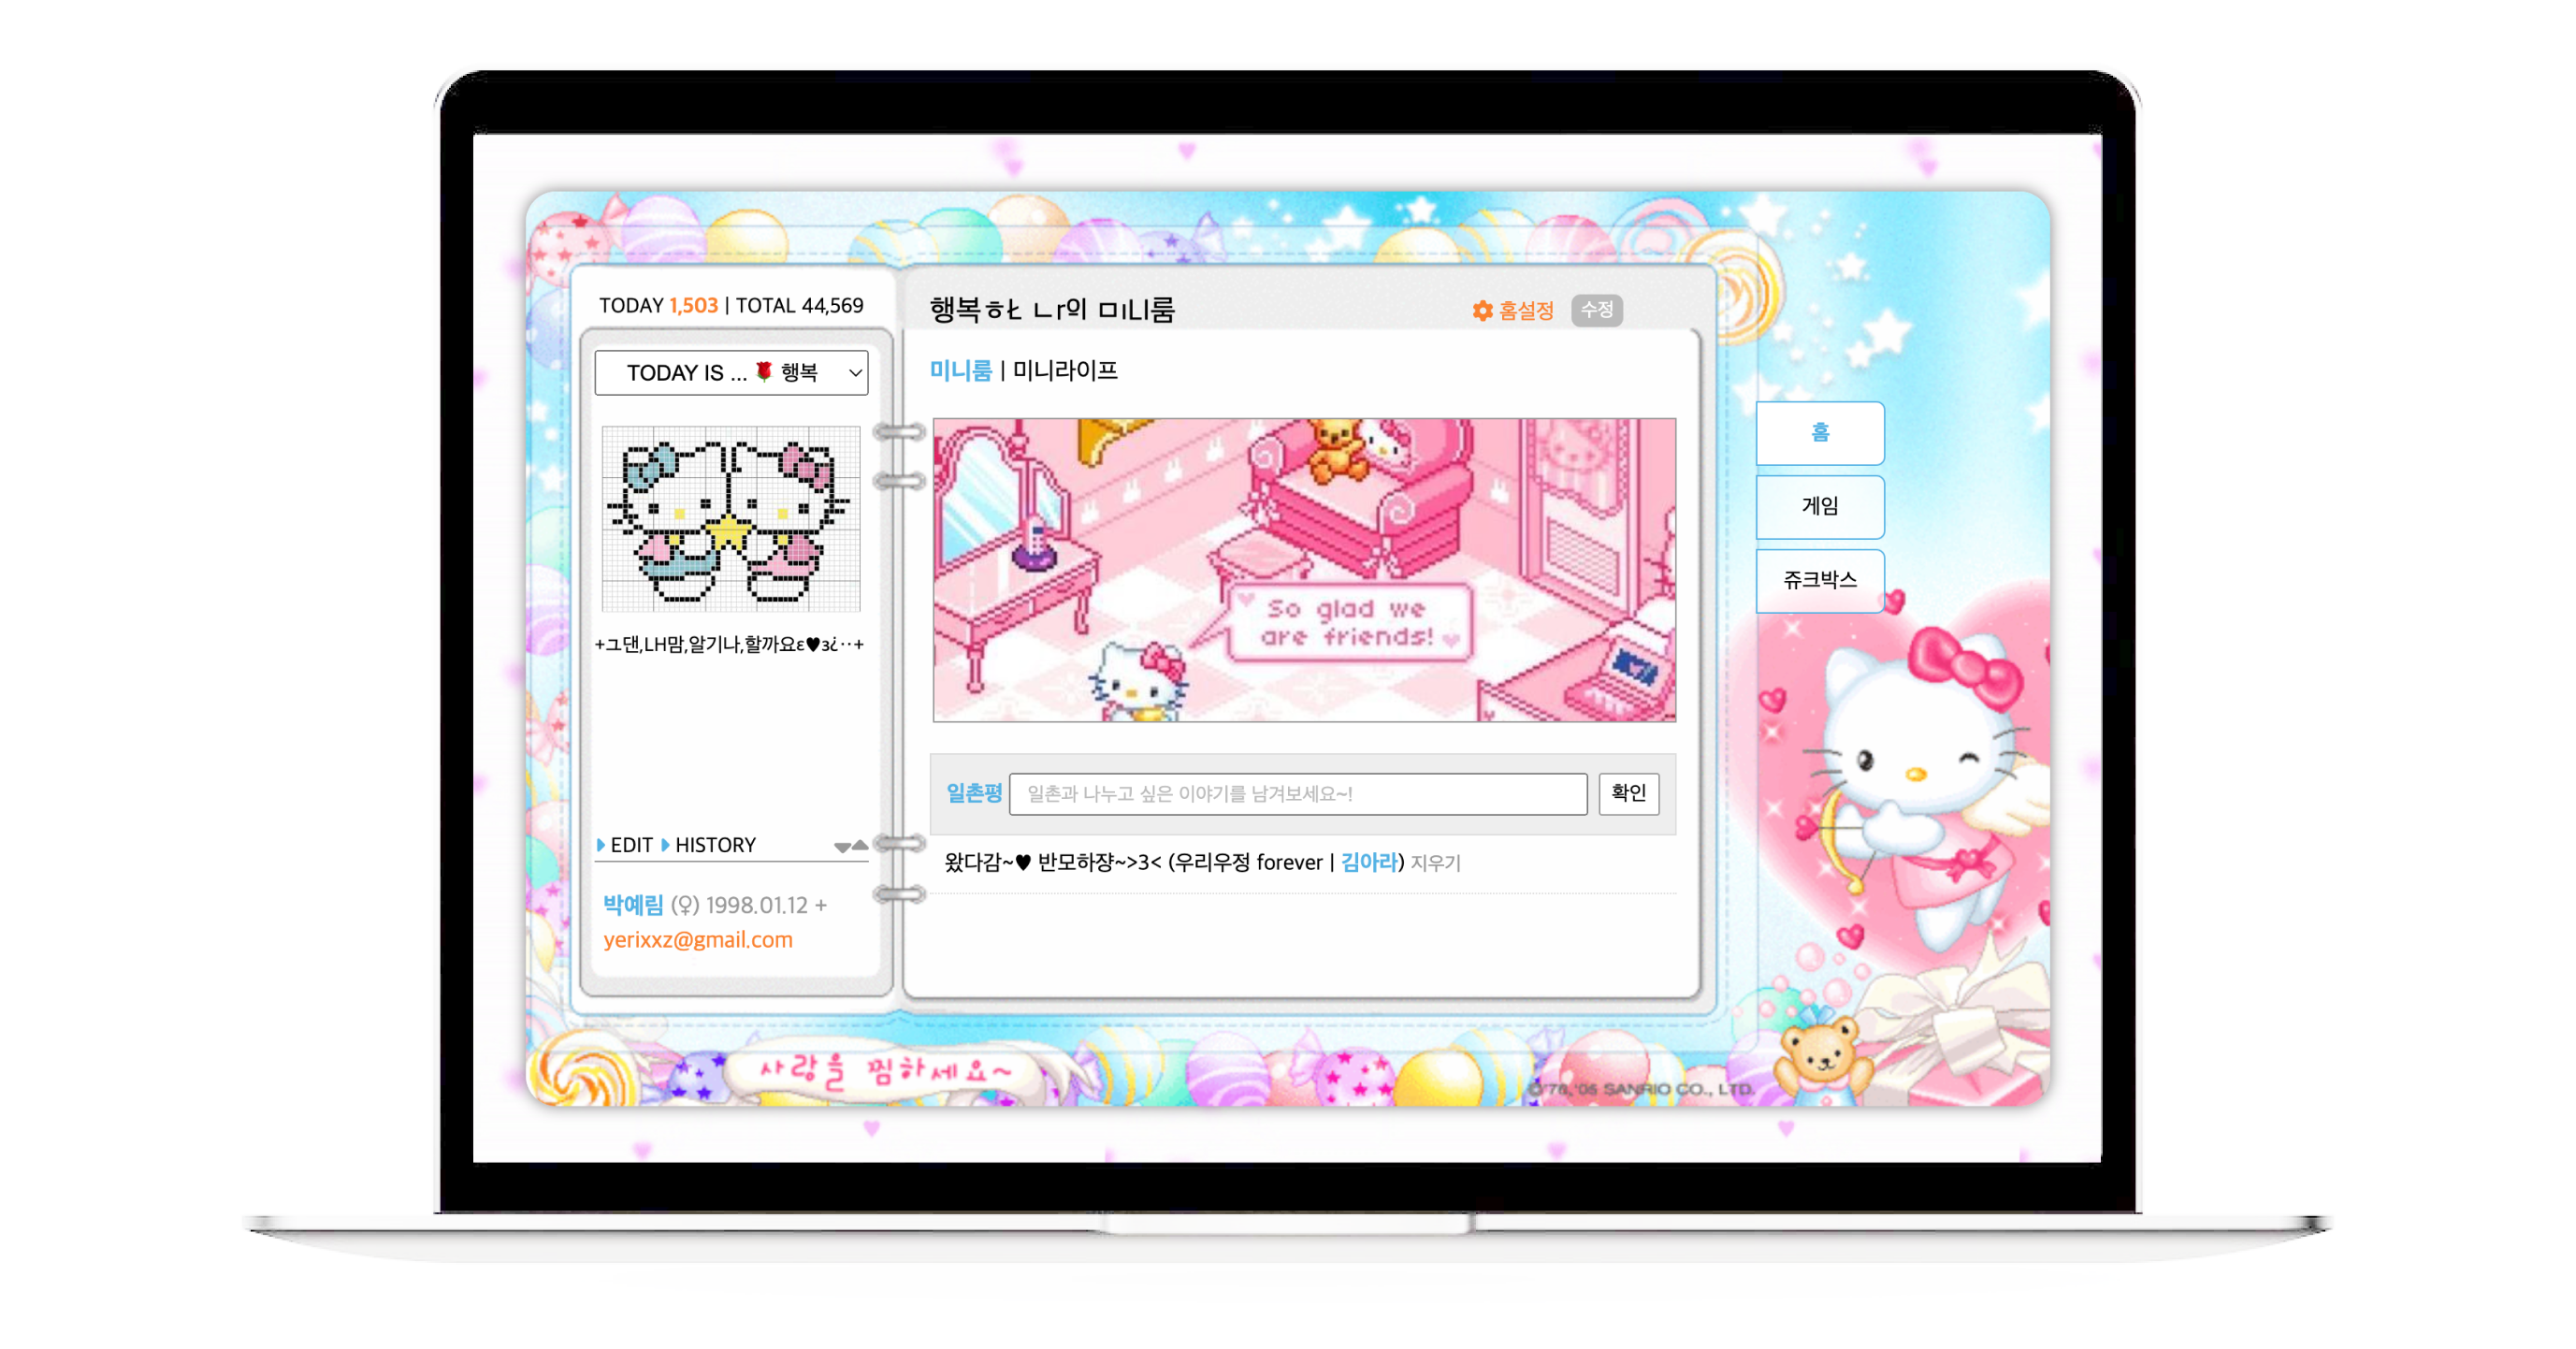 TODAY 1,503 | TOTAL 44,569
TODAY IS ... 🌹 행복
+그댄,LH맘,알기나,할까요ε♥з¿··+
EDIT HISTORY
박예림 (♀) 1998.01.12 +
yerixxz@gmail.com
행복ㅎŁ ㄴr의 ㅁLI룸
홈설정 수정
미니룸 | 미니라이프
So glad we
are friends!
일촌평 일촌과 나누고 싶은 이야기를 남겨보세요~! 확인
왔다감~♥ 반모하쟝~>3< (우리우정 forever | 김아라) 지우기
홈
게임
쥬크박스
사랑을 찜하세요~
©'76,'05 SANRIO CO., LTD.